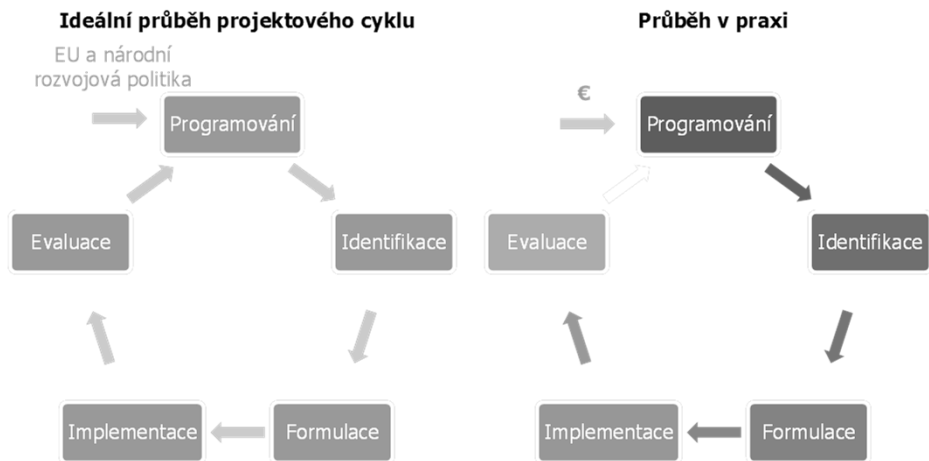 Ideální průběh projektového cyklu
EU a národní
rozvojová politika
Programování
Evaluace
Identifikace
Implementace
Formulace
Průběh v praxi
€
Programování
Evaluace
Identifikace
Implementace
Formulace